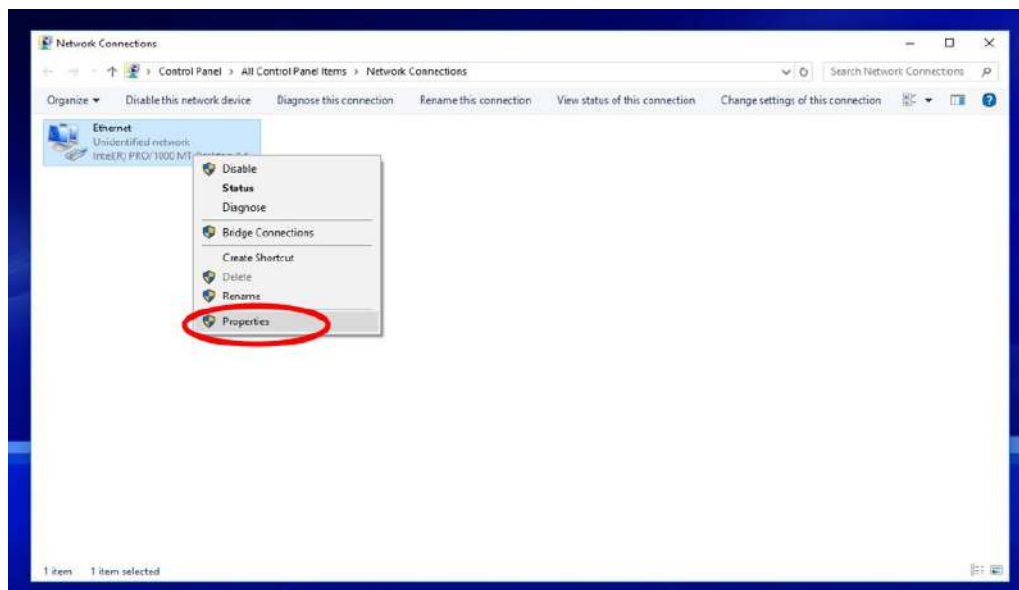 Network Connections
Control Panel > All Control Panel Items > Network Connections
Search Network Connections
Organize
Disable this network device
Diagnose this connection
Rename this connection
View status of this connection
Change settings of this connection
Ethernet
Unidentified network
Intel(R) PRO/1000 MT
Disable
Status
Diagnose
Bridge Connections
Create Shortcut
Delete
Rename
Properties
1 item 1 item selected